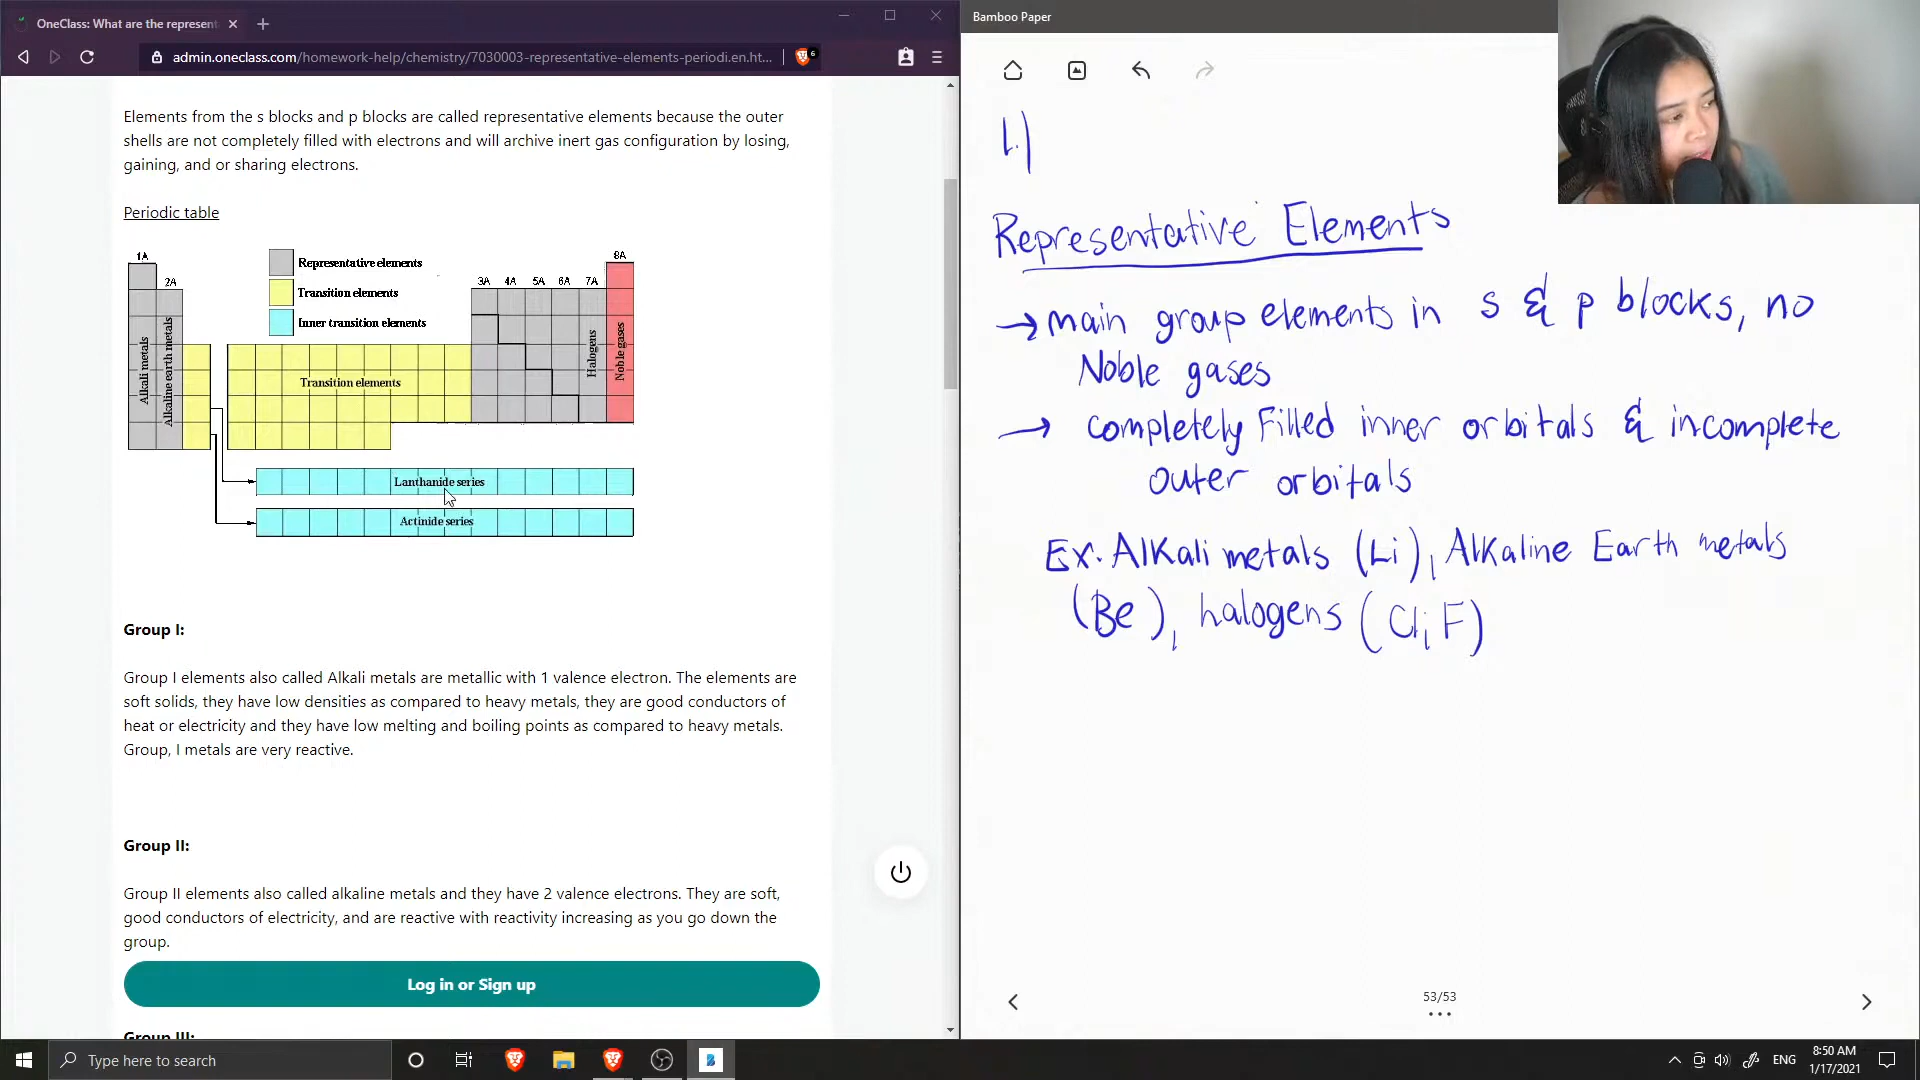 OneClass: What are the represent
admin.oneclass.com/homework-help/chemistry/7030003-representative-elements-periodi.en.ht...
6
Elements from the s blocks and p blocks are called representative elements because the outer
shells are not completely filled with electrons and will archive inert gas configuration by losing,
gaining, and or sharing electrons.
Periodic table
1A
2A
Representative elements
Transition elements
Inner transition elements
3A 4A 5A 6A 7A
8A
Alkali metals
Alkaline earth metals
Transition elements
Halogens
Noble gases
Lanthanide series
Actinide series
Group I:
Group I elements also called Alkali metals are metallic with 1 valence electron. The elements are
soft solids, they have low densities as compared to heavy metals, they are good conductors of
heat or electricity and they have low melting and boiling points as compared to heavy metals.
Group, I metals are very reactive.
Group II:
Group II elements also called alkaline metals and they have 2 valence electrons. They are soft,
good conductors of electricity, and are reactive with reactivity increasing as you go down the
group.
Log in or Sign up
Group III:
Bamboo Paper
1.)
Representative Elements
→ main group elements in s & p blocks, no
Noble gases
→ completely Filled inner orbitals & incomplete
outer orbitals
Ex. Alkali metals (Li), Alkaline Earth metals
(Be), halogens (Cl, F)
53/53
Type here to search
ENG
8:50 AM
1/17/2021